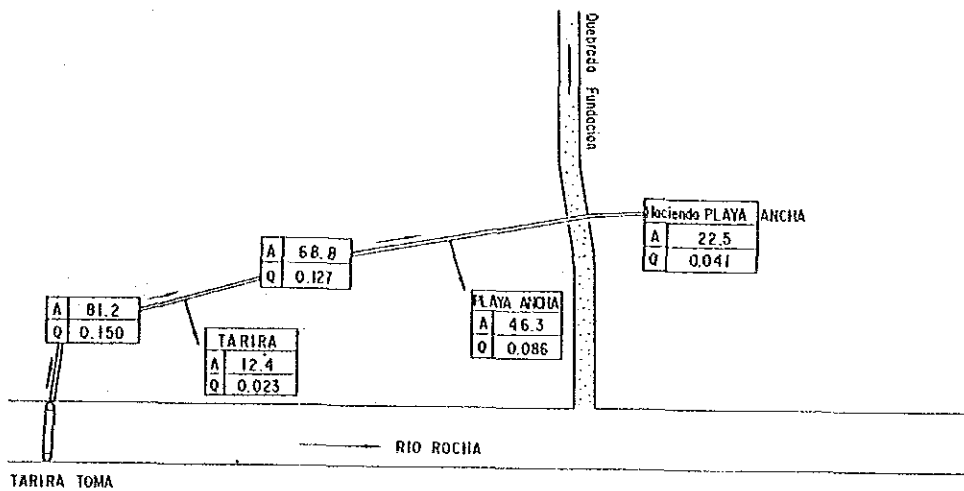 Quebrada Fundacion
Hacienda PLAYA ANCHA
A 22.5
Q 0.041
A 68.8
Q 0.127
A 81.2
Q 0.150
PLAYA ANCHA
A 46.3
Q 0.086
TARIRA
A 12.4
Q 0.023
RIO ROCHA
TARIRA TOMA